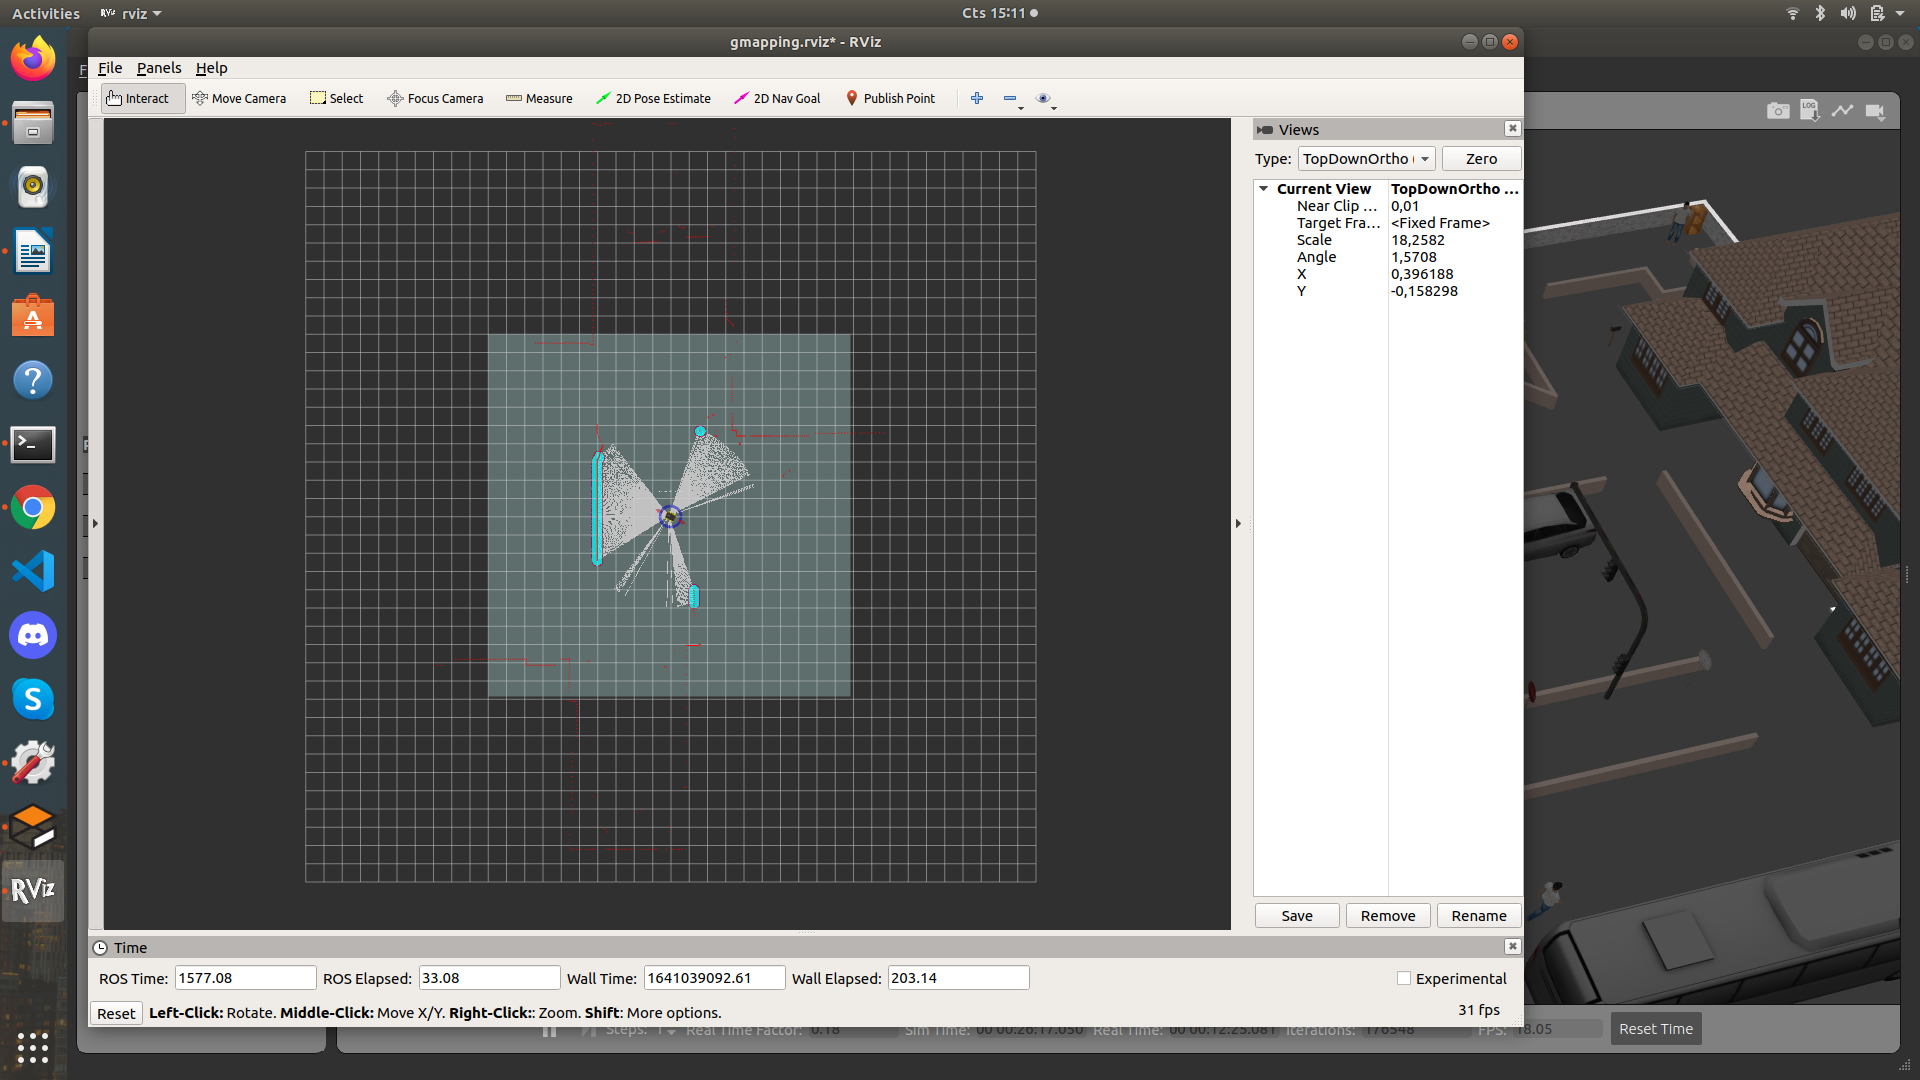 Activities
RViz rviz
Cts 15:11
gmapping.rviz* - RViz
File Panels Help
Interact Move Camera Select Focus Camera Measure 2D Pose Estimate 2D Nav Goal Publish Point
LOG
Views
Type: TopDownOrtho ( Zero
Current View TopDownOrtho ...
Near Clip ... 0,01
Target Fra... <Fixed Frame>
Scale 18,2582
Angle 1,5708
X 0,396188
Y -0,158298
Save Remove Rename
Time
ROS Time: 1577.08 ROS Elapsed: 33.08 Wall Time: 1641039092.61 Wall Elapsed: 203.14 Experimental
Reset Left-Click: Rotate. Middle-Click: Move X/Y. Right-Click:: Zoom. Shift: More options. 31 fps
Steps: 1 Real Time Factor: 0.18 Sim Time: 00 00:26:17.050 Real Time: 00 00:12:25.081 Iterations: 176548 FPS: 18.05 Reset Time
RViz